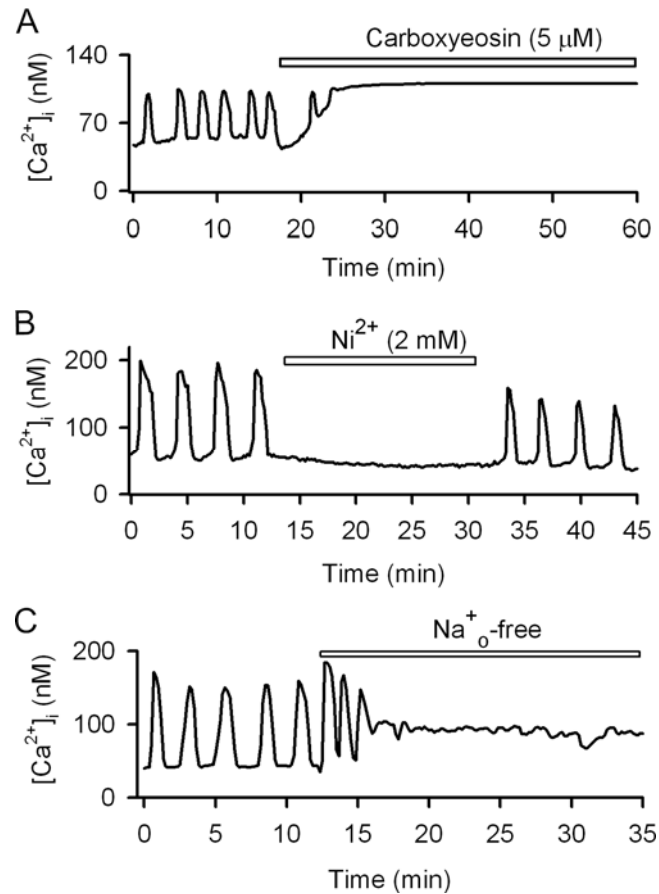 A
Carboxyeosin (5 μM)
[Ca²⁺]ᵢ (nM)
140
70
0
0 10 20 30 40 50 60
Time (min)
B
Ni²⁺ (2 mM)
[Ca²⁺]ᵢ (nM)
200
100
0
0 5 10 15 20 25 30 35 40 45
Time (min)
C
Na⁺ₒ-free
[Ca²⁺]ᵢ (nM)
200
100
0
0 5 10 15 20 25 30 35
Time (min)